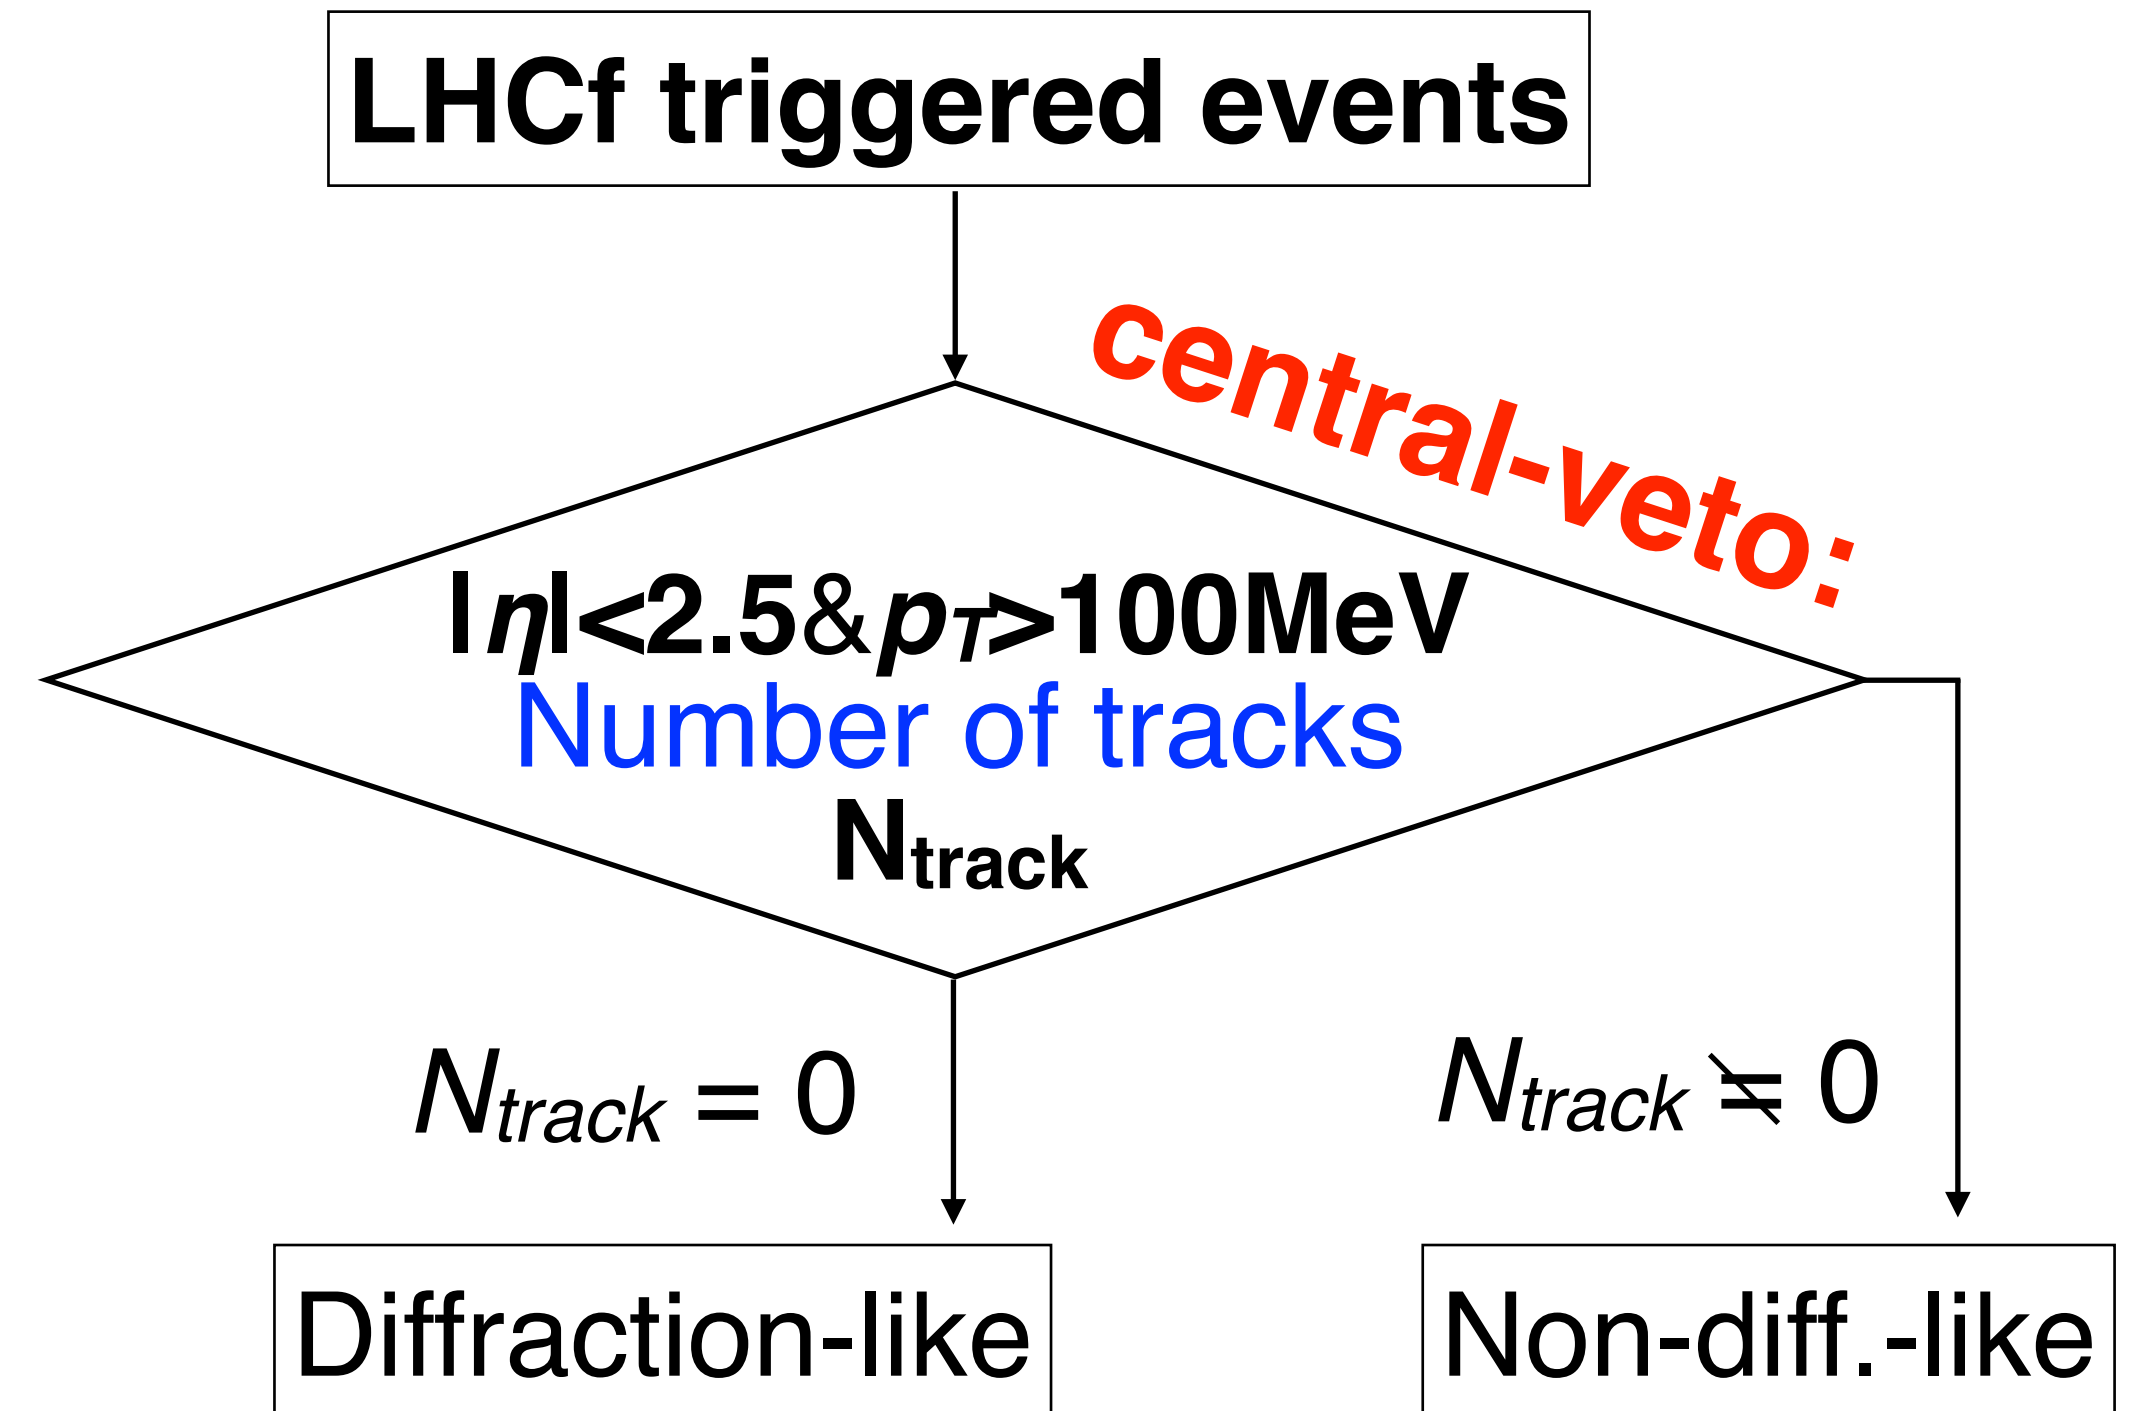 LHCf triggered events
central-veto:
|η|<2.5&pT>100MeV
Number of tracks
Ntrack
Ntrack = 0
Ntrack ≠ 0
Diffraction-like
Non-diff.-like